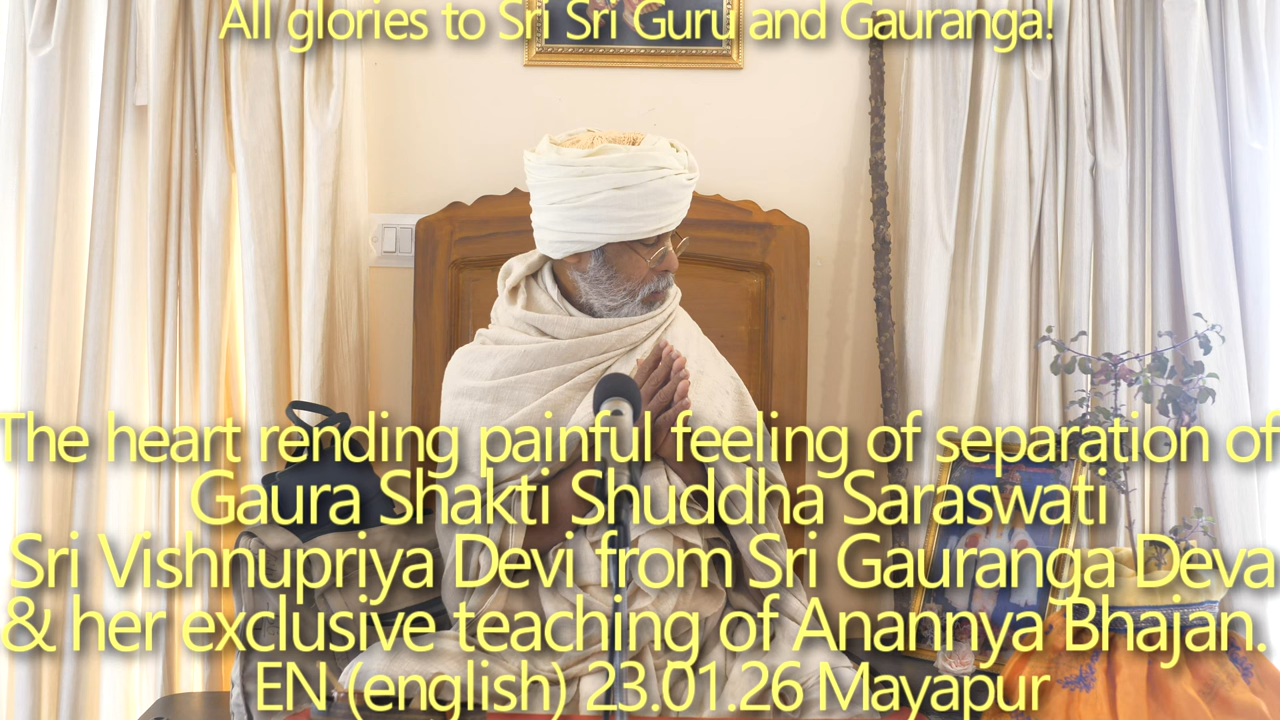 All glories to Sri Sri Guru and Gauranga!
The heart rending painful feeling of separation of
Gaura Shakti Shuddha Saraswati
Sri Vishnupriya Devi from Sri Gauranga Deva
& her exclusive teaching of Anannya Bhajan.
EN (english) 23.01.26 Mayapur